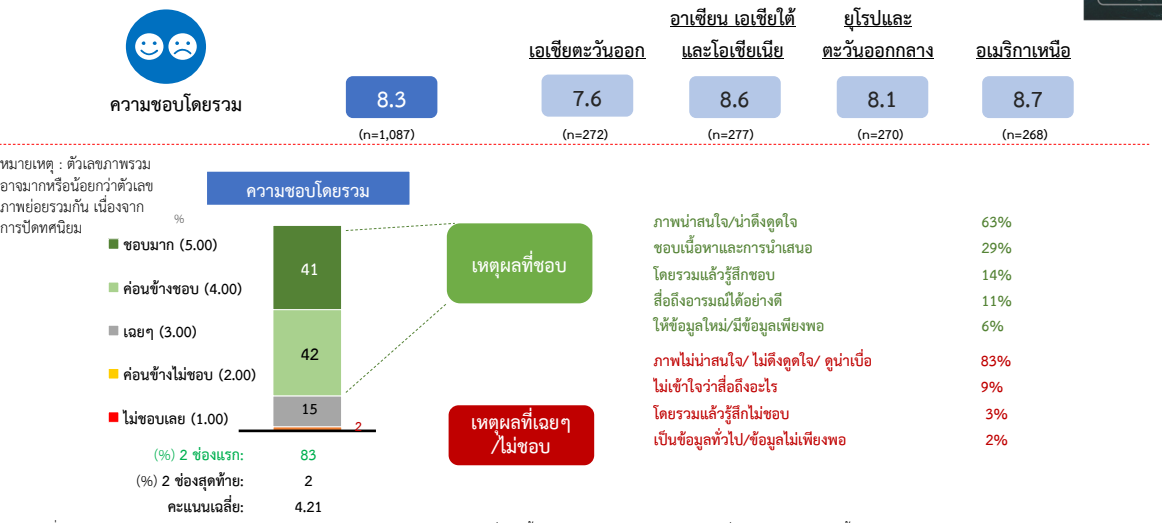 อาเซียน เอเชียใต้ ยุโรปและ
เอเชียตะวันออก และโอเชียเนีย ตะวันออกกลาง อเมริกาเหนือ
ความชอบโดยรวม 8.3 7.6 8.6 8.1 8.7
(n=1,087) (n=272) (n=277) (n=270) (n=268)
หมายเหตุ : ตัวเลขภาพรวม
อาจมากหรือน้อยกว่าตัวเลข
ภาพย่อยรวมกัน เนื่องจาก
การปัดทศนิยม
ความชอบโดยรวม
%
ชอบมาก (5.00)
ค่อนข้างชอบ (4.00)
เฉยๆ (3.00)
ค่อนข้างไม่ชอบ (2.00)
ไม่ชอบเลย (1.00)
41
42
15
2
(%) 2 ช่องแรก: 83
(%) 2 ช่องสุดท้าย: 2
คะแนนเฉลี่ย: 4.21
เหตุผลที่ชอบ
ภาพน่าสนใจ/น่าดึงดูดใจ 63%
ชอบเนื้อหาและการนำเสนอ 29%
โดยรวมแล้วรู้สึกชอบ 14%
สื่อถึงอารมณ์ได้อย่างดี 11%
ให้ข้อมูลใหม่/มีข้อมูลเพียงพอ 6%
เหตุผลที่เฉยๆ
/ไม่ชอบ
ภาพไม่น่าสนใจ/ ไม่ดึงดูดใจ/ ดูน่าเบื่อ 83%
ไม่เข้าใจว่าสื่อถึงอะไร 9%
โดยรวมแล้วรู้สึกไม่ชอบ 3%
เป็นข้อมูลทั่วไป/ข้อมูลไม่เพียงพอ 2%